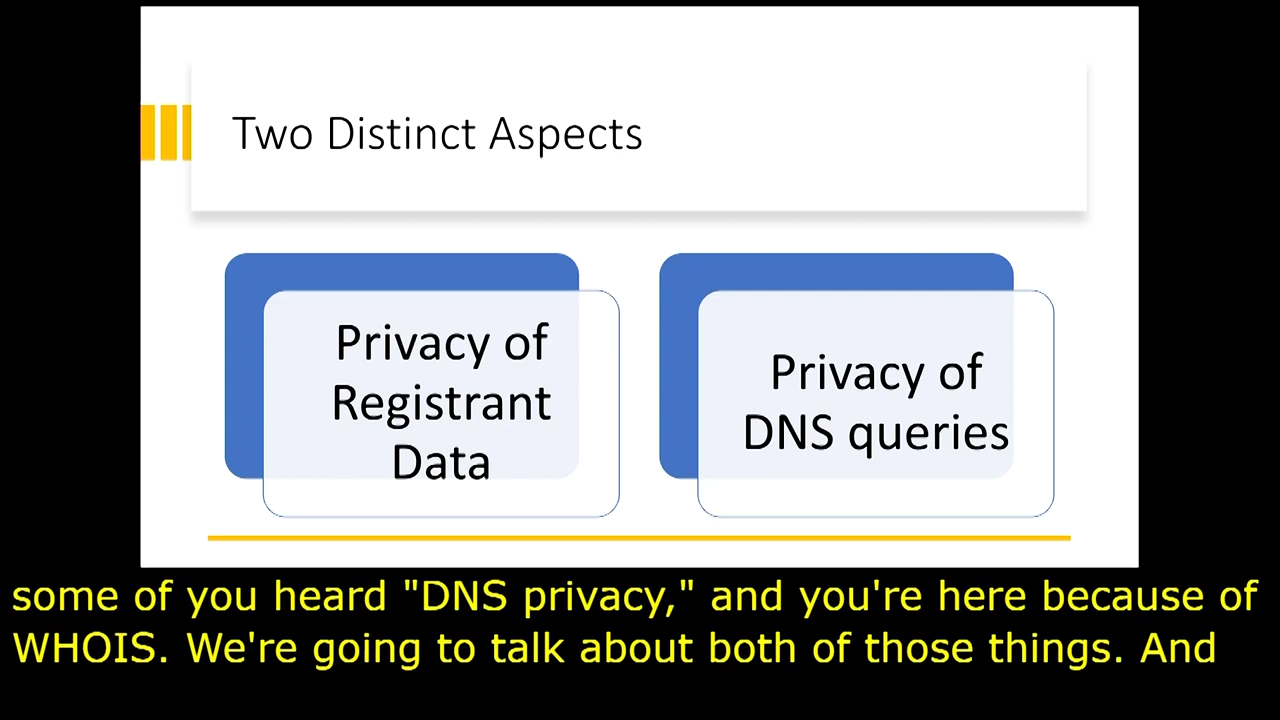 Two Distinct Aspects
Privacy of
Registrant
Data
Privacy of
DNS queries
some of you heard "DNS privacy," and you're here because of
WHOIS. We're going to talk about both of those things. And